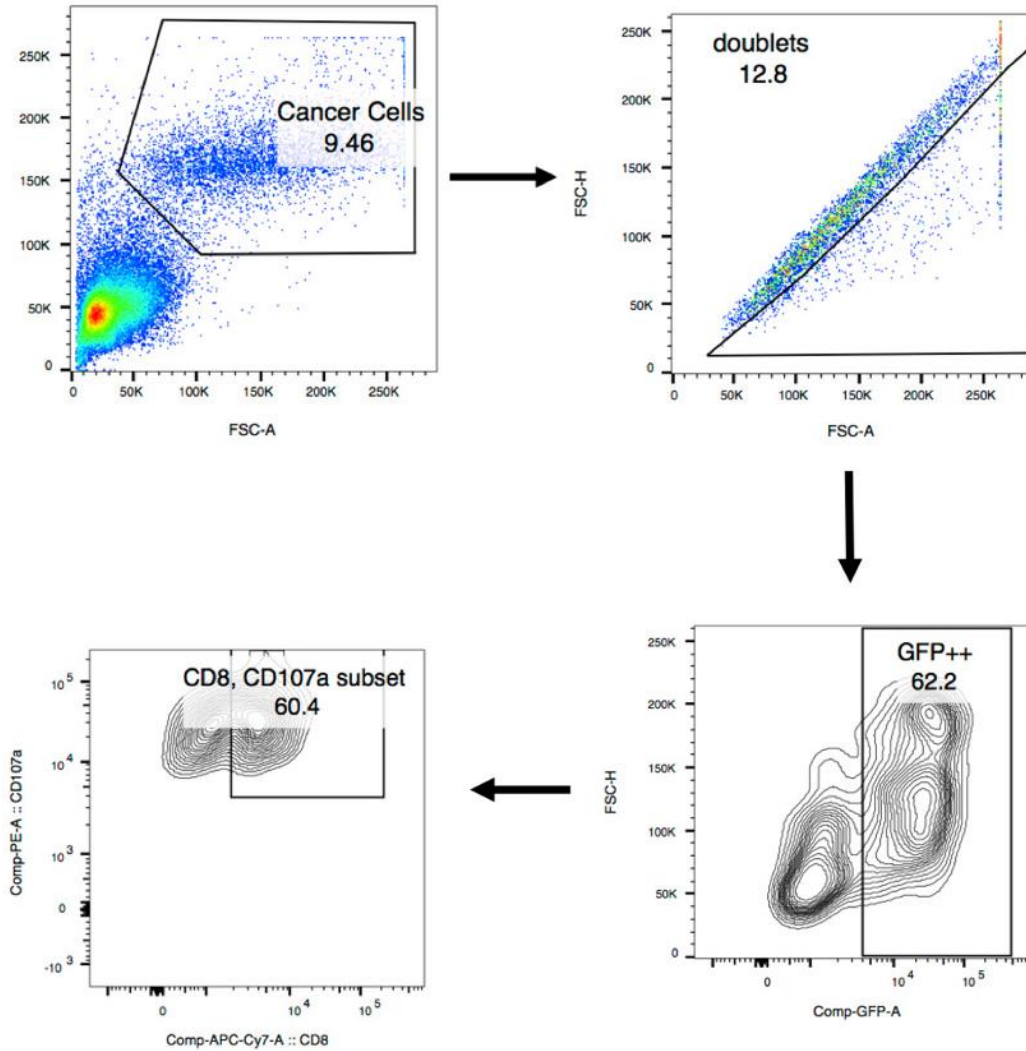 250K
200K
150K
100K
50K
0
Cancer Cells
9.46
0
50K
100K
150K
200K
250K
FSC-A
FSC-H
250K
200K
150K
100K
50K
0
doublets
12.8
0
50K
100K
150K
200K
250K
FSC-A
Comp-PE-A :: CD107a
10^5
10^4
10^3
0
-10^3
CD8, CD107a subset
60.4
0
10^4
10^5
Comp-APC-Cy7-A :: CD8
FSC-H
250K
200K
150K
100K
50K
0
GFP++
62.2
0
10^4
10^5
Comp-GFP-A